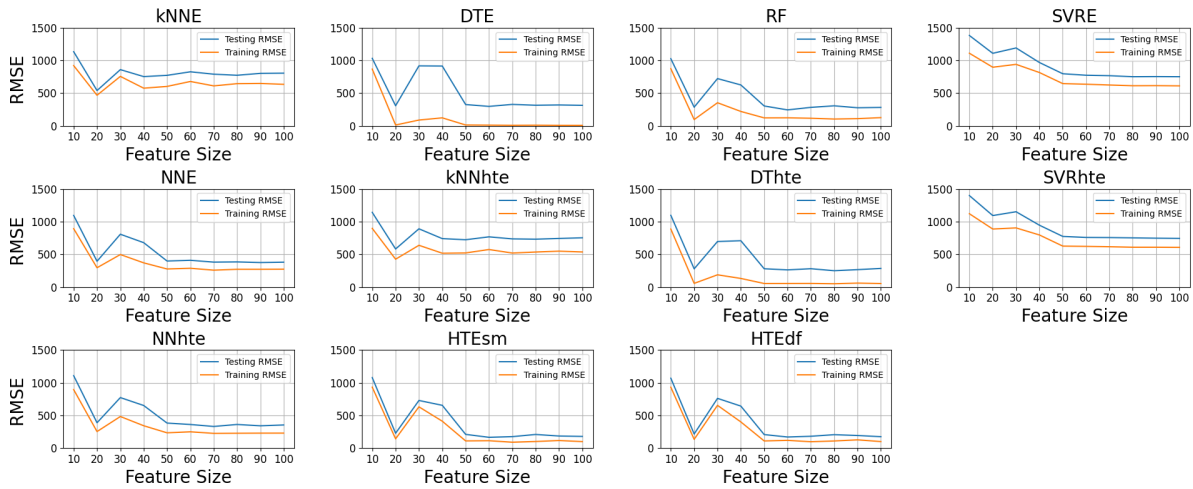 kNNE
RMSE
1500
1000
500
0
Testing RMSE
Training RMSE
10 20 30 40 50 60 70 80 90 100
Feature Size
DTE
1500
1000
500
0
Testing RMSE
Training RMSE
10 20 30 40 50 60 70 80 90 100
Feature Size
RF
1500
1000
500
0
Testing RMSE
Training RMSE
10 20 30 40 50 60 70 80 90 100
Feature Size
SVRE
1500
1000
500
0
Testing RMSE
Training RMSE
10 20 30 40 50 60 70 80 90 100
Feature Size
NNE
RMSE
1500
1000
500
0
Testing RMSE
Training RMSE
10 20 30 40 50 60 70 80 90 100
Feature Size
kNNhte
1500
1000
500
0
Testing RMSE
Training RMSE
10 20 30 40 50 60 70 80 90 100
Feature Size
DThte
1500
1000
500
0
Testing RMSE
Training RMSE
10 20 30 40 50 60 70 80 90 100
Feature Size
SVRhte
1500
1000
500
0
Testing RMSE
Training RMSE
10 20 30 40 50 60 70 80 90 100
Feature Size
NNhte
RMSE
1500
1000
500
0
Testing RMSE
Training RMSE
10 20 30 40 50 60 70 80 90 100
Feature Size
HTEsm
1500
1000
500
0
Testing RMSE
Training RMSE
10 20 30 40 50 60 70 80 90 100
Feature Size
HTEdf
1500
1000
500
0
Testing RMSE
Training RMSE
10 20 30 40 50 60 70 80 90 100
Feature Size